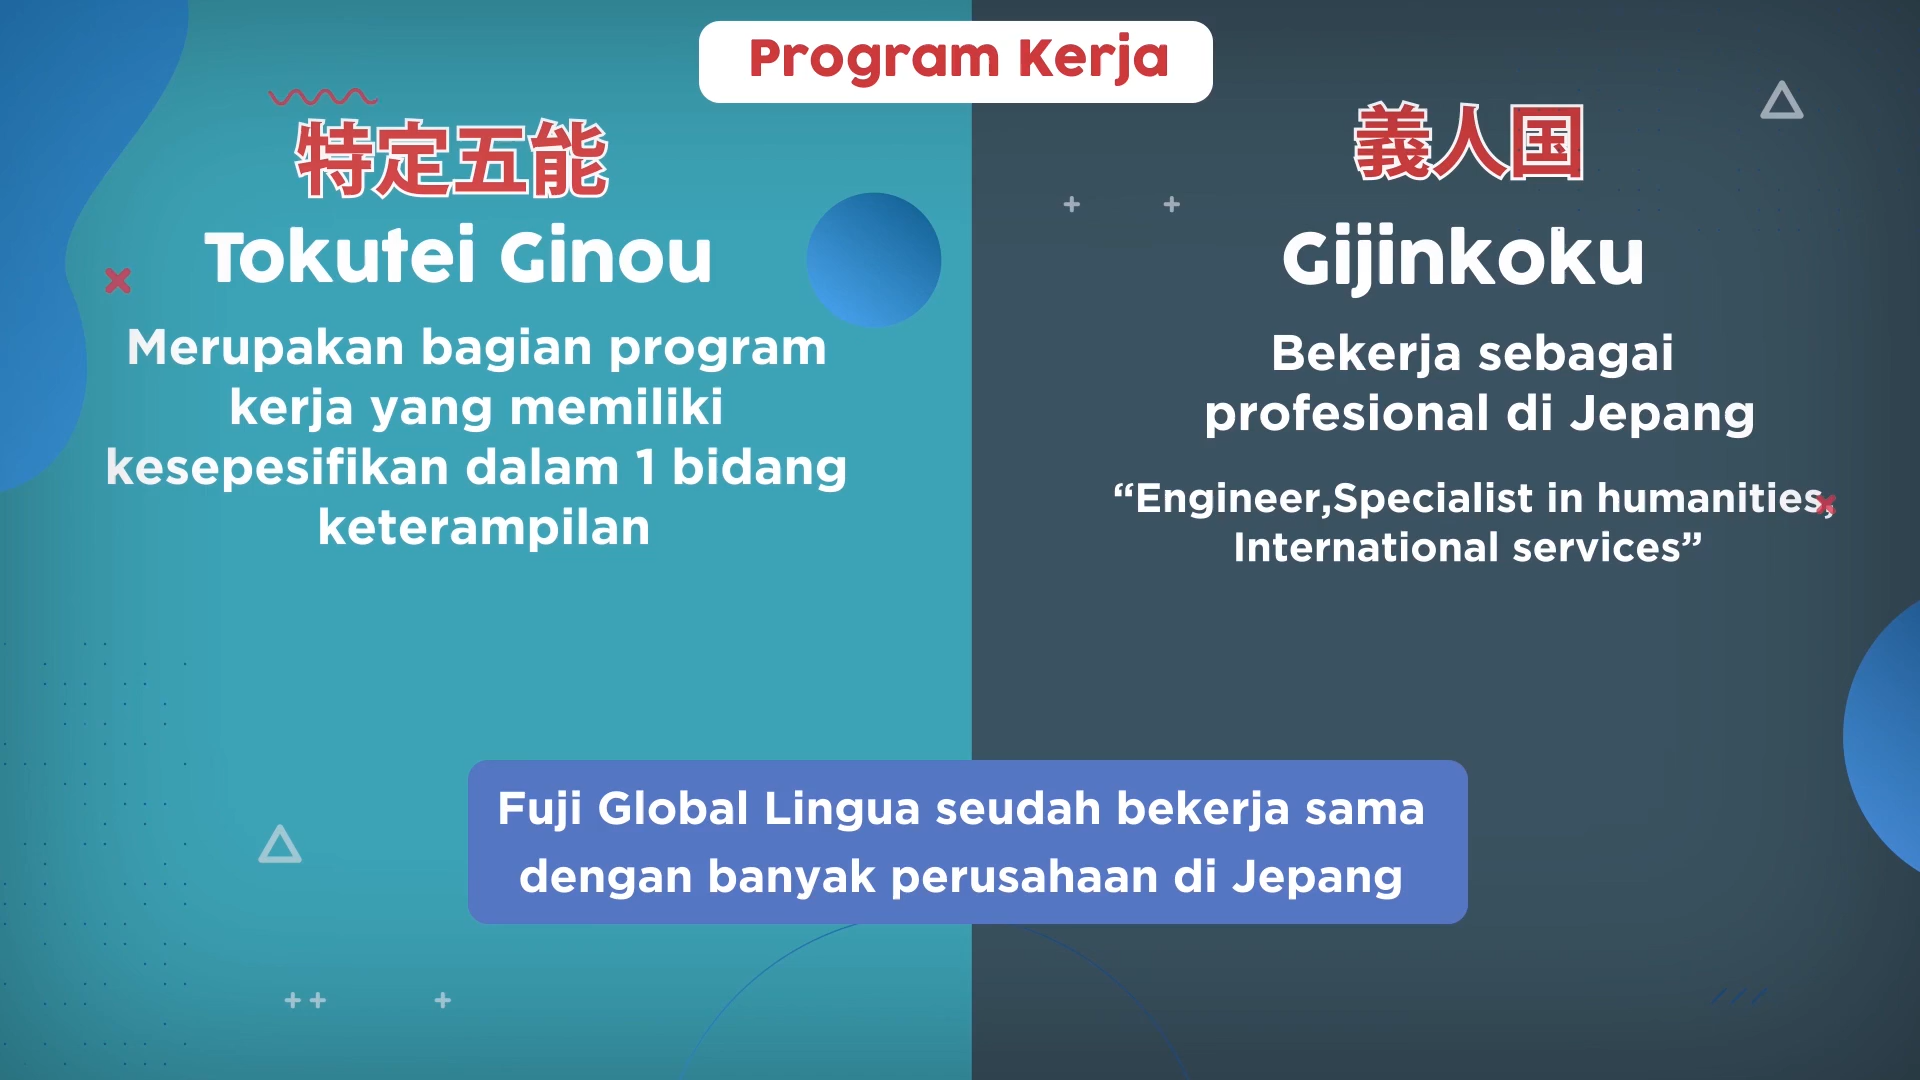 Program Kerja
特定五能
Tokutei Ginou
Merupakan bagian program
kerja yang memiliki
kesepesifikan dalam 1 bidang
keterampilan
義人国
Gijinkoku
Bekerja sebagai
profesional di Jepang
“Engineer,Specialist in humanities,
International services”
Fuji Global Lingua seudah bekerja sama
dengan banyak perusahaan di Jepang